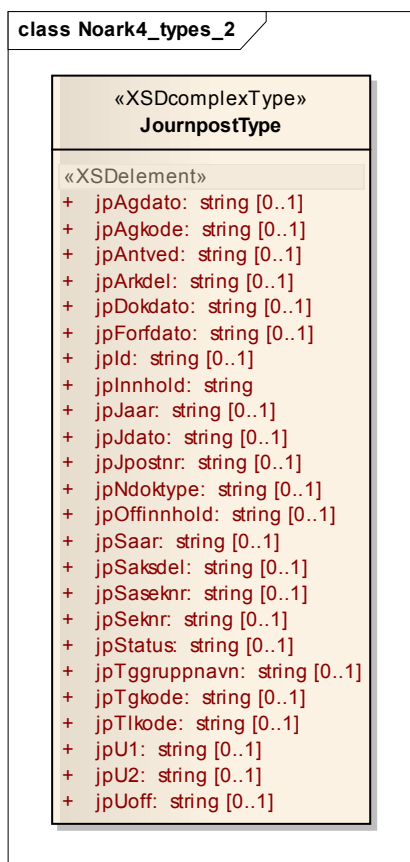 class Noark4_types_2
«XSDcomplexType»
JournpostType
«XSDelement»
+ jpAgdato: string [0..1]
+ jpAgkode: string [0..1]
+ jpAntved: string [0..1]
+ jpArkdel: string [0..1]
+ jpDokdato: string [0..1]
+ jpForfdato: string [0..1]
+ jpId: string [0..1]
+ jpInnhold: string
+ jpJaar: string [0..1]
+ jpJdato: string [0..1]
+ jpJpostnr: string [0..1]
+ jpNdoktype: string [0..1]
+ jpOffinnhold: string [0..1]
+ jpSaar: string [0..1]
+ jpSaksdel: string [0..1]
+ jpSaseknr: string [0..1]
+ jpSeknr: string [0..1]
+ jpStatus: string [0..1]
+ jpTggruppnavn: string [0..1]
+ jpTgkode: string [0..1]
+ jpTlkode: string [0..1]
+ jpU1: string [0..1]
+ jpU2: string [0..1]
+ jpUoff: string [0..1]